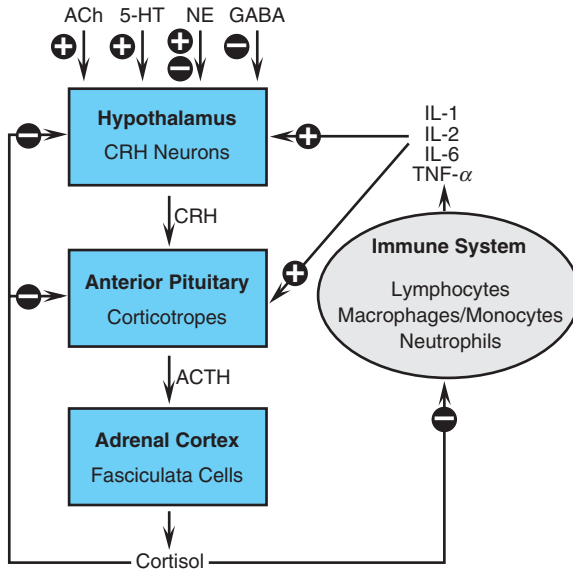 ACh 5-HT NE GABA
+ + + − −
Hypothalamus
CRH Neurons
− +
IL-1
IL-2
IL-6
TNF-α
CRH
Anterior Pituitary
Corticotropes
− +
Immune System
Lymphocytes
Macrophages/Monocytes
Neutrophils
ACTH
Adrenal Cortex
Fasciculata Cells
−
Cortisol